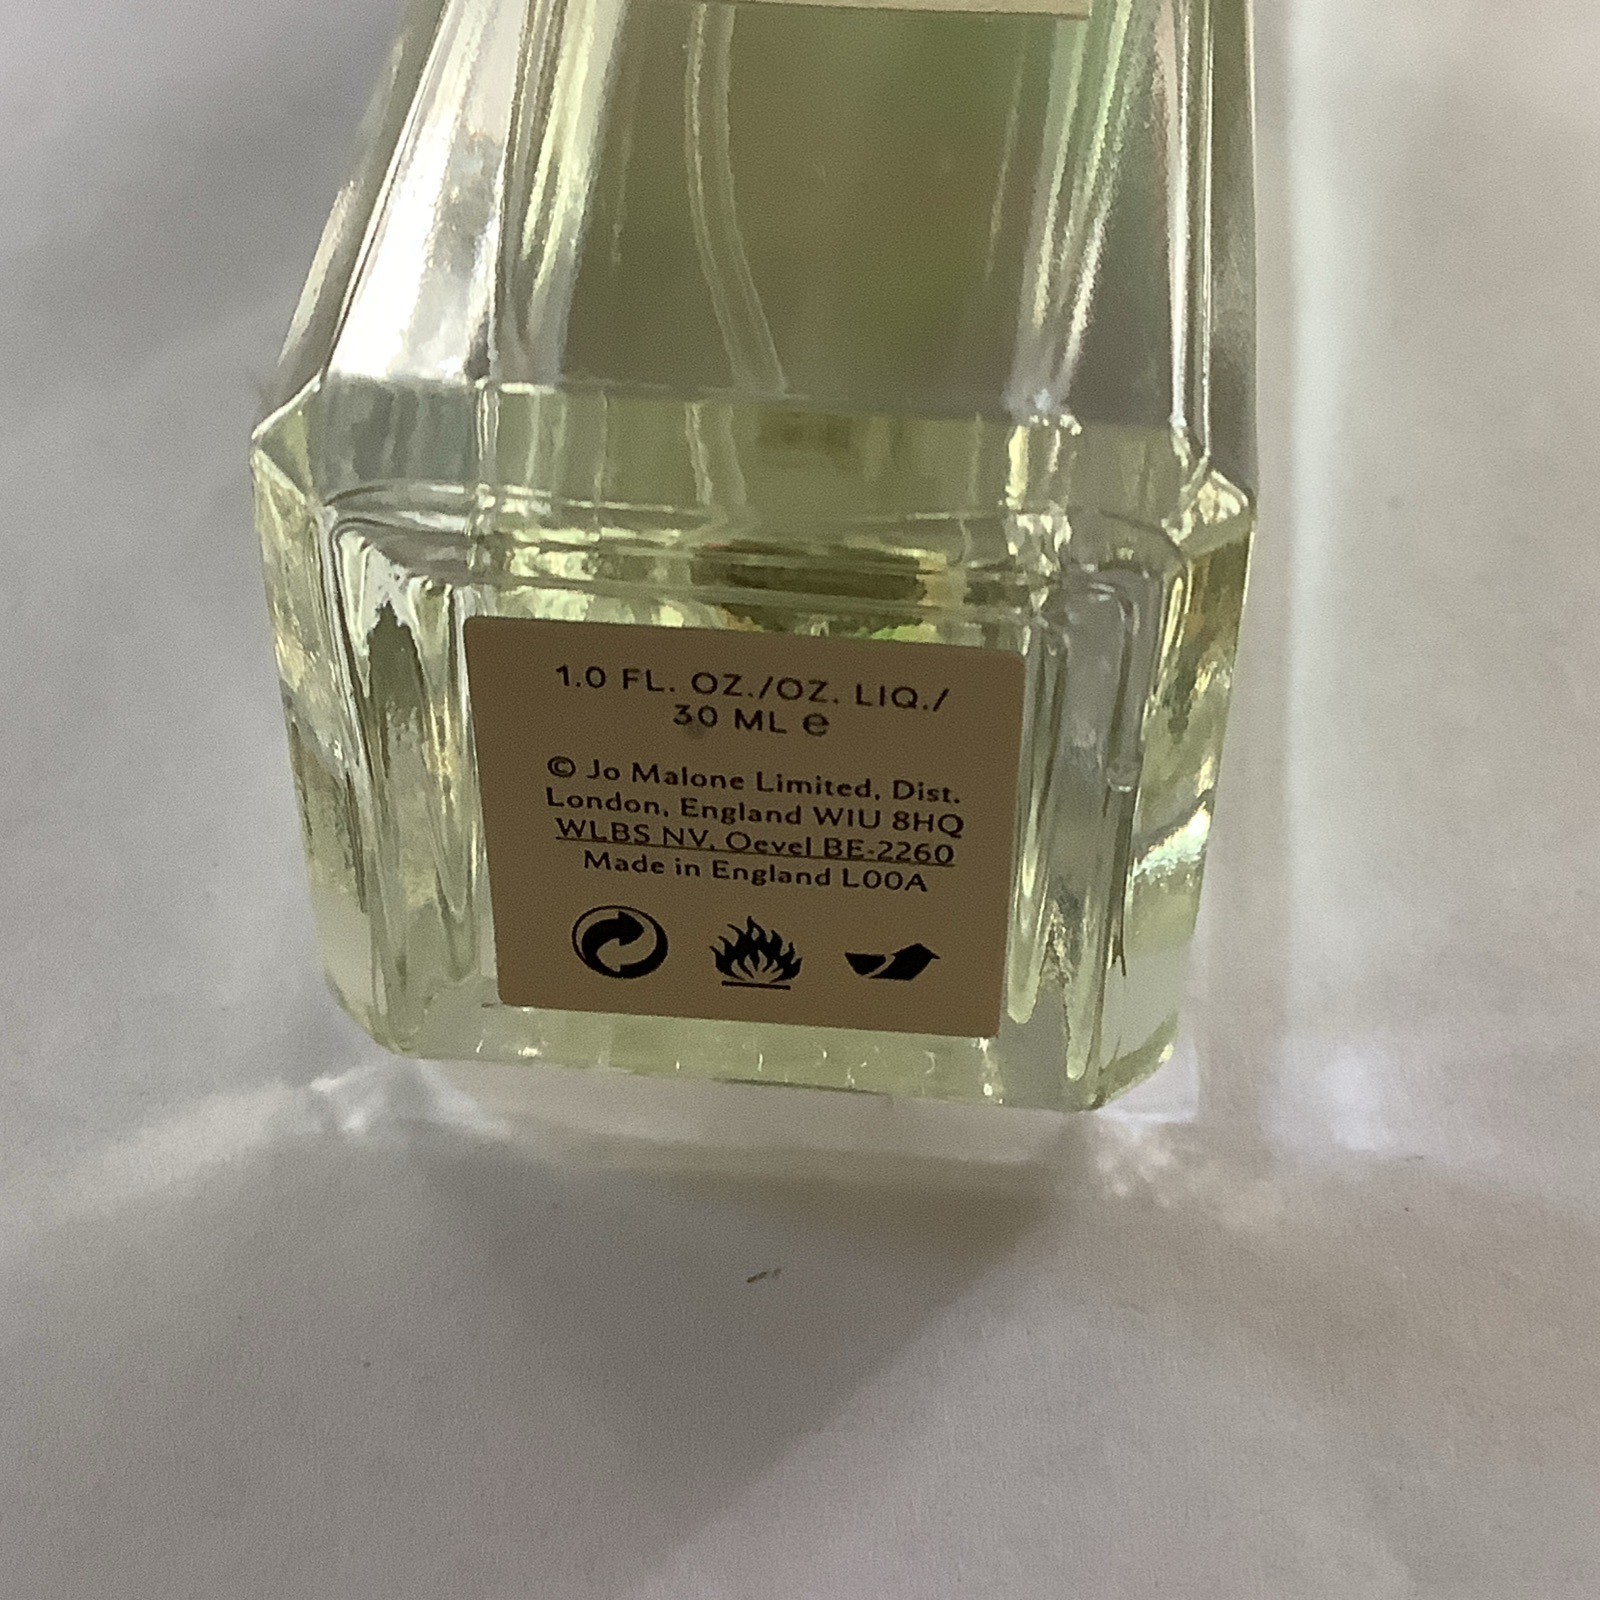 1.0 FL. OZ./OZ. LIQ./
30 ML ℮
© Jo Malone Limited, Dist.
London, England W1U 8HQ
WLBS NV, Oevel BE-2260
Made in England L00A